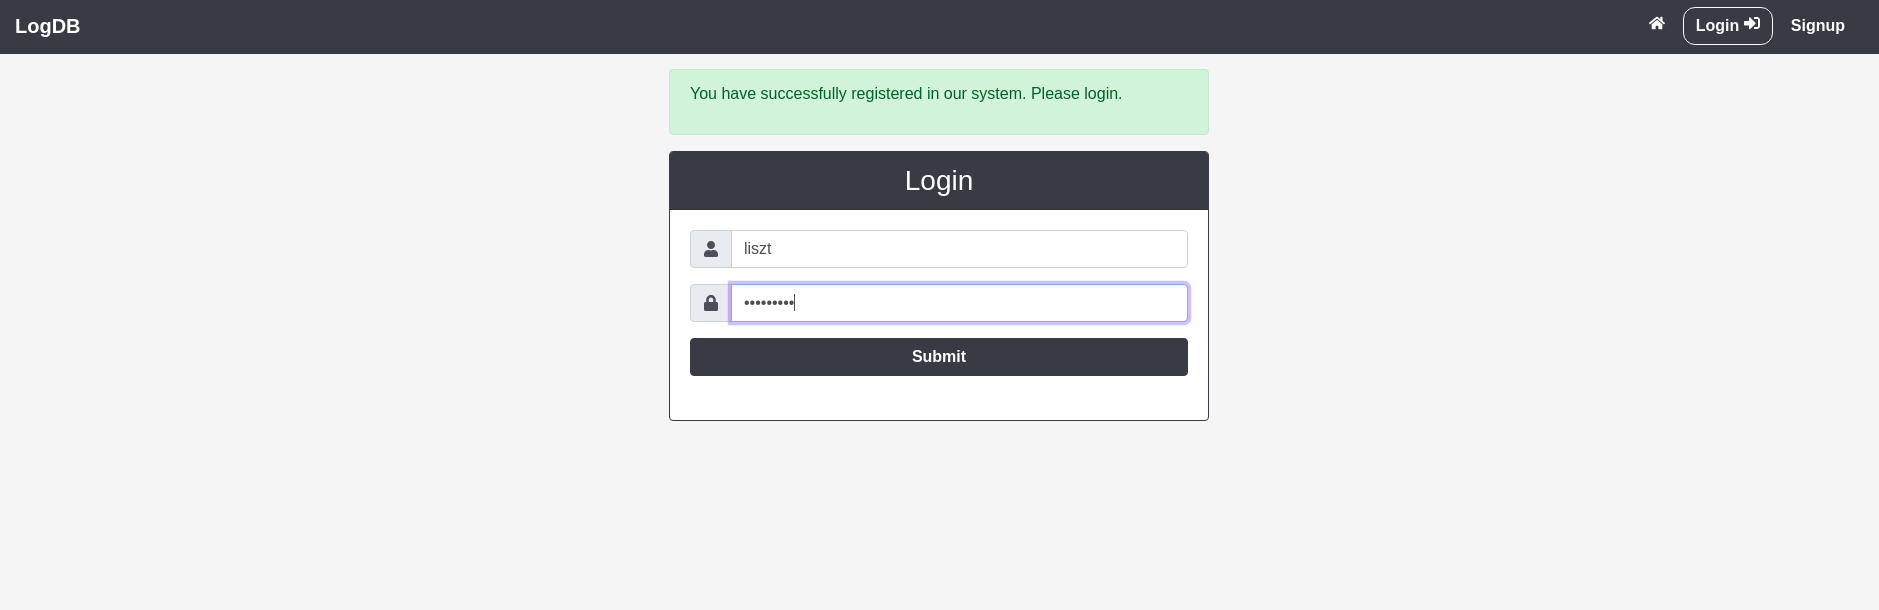 LogDB
Login
Signup
You have successfully registered in our system. Please login.
Login
liszt
•••••••••
Submit